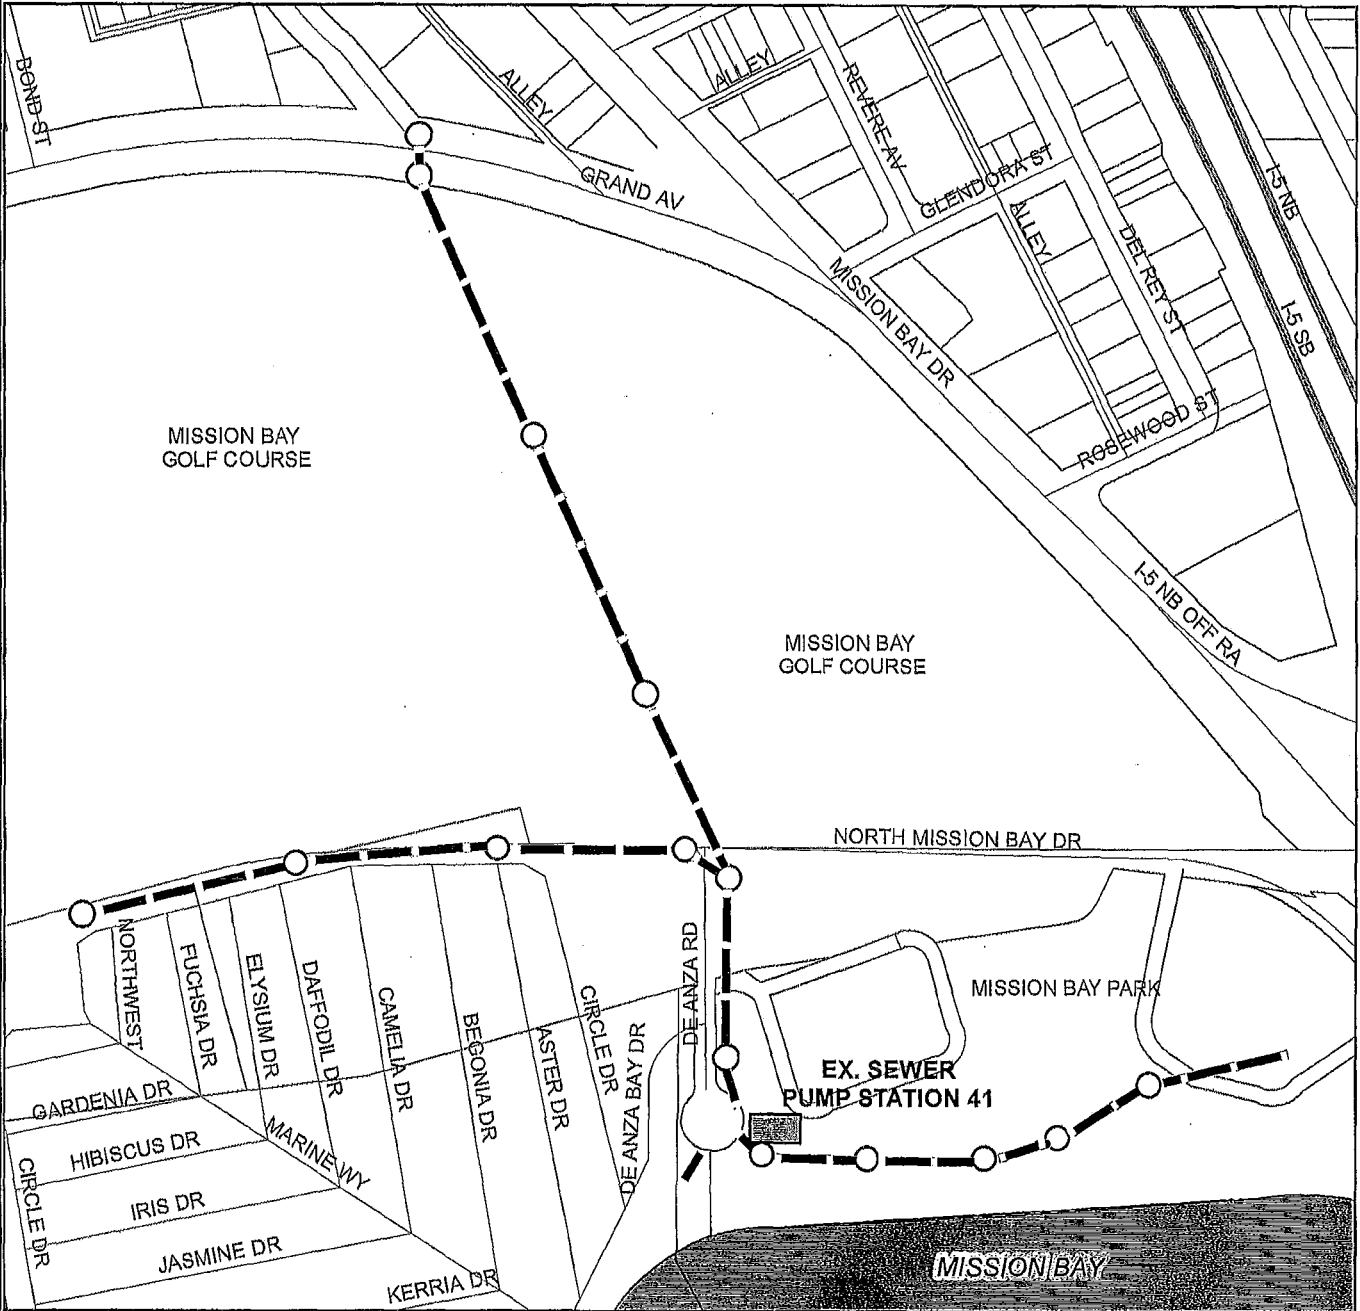 BOND ST
ALLEY
ALLEY
REVERE AV
GRAND AV
GLENDORA ST
ALLEY
I-5 NB
DEL REY ST
MISSION BAY DR
I-5 SB
ROSEWOOD ST
MISSION BAY
GOLF COURSE
I-5 NB OFF RA
MISSION BAY
GOLF COURSE
NORTH MISSION BAY DR
NORTHWEST
FUCHSIA DR
ELYSIUM DR
DAFFODIL DR
CAMELIA DR
BEGONIA DR
ASTER DR
CIRCLE DR
DE ANZA BAY DR
DE ANZA RD
MISSION BAY PARK
EX. SEWER
PUMP STATION 41
GARDENIA DR
HIBISCUS DR
MARINE WY
CIRCLE DR
IRIS DR
JASMINE DR
KERRIA DR
MISSION BAY